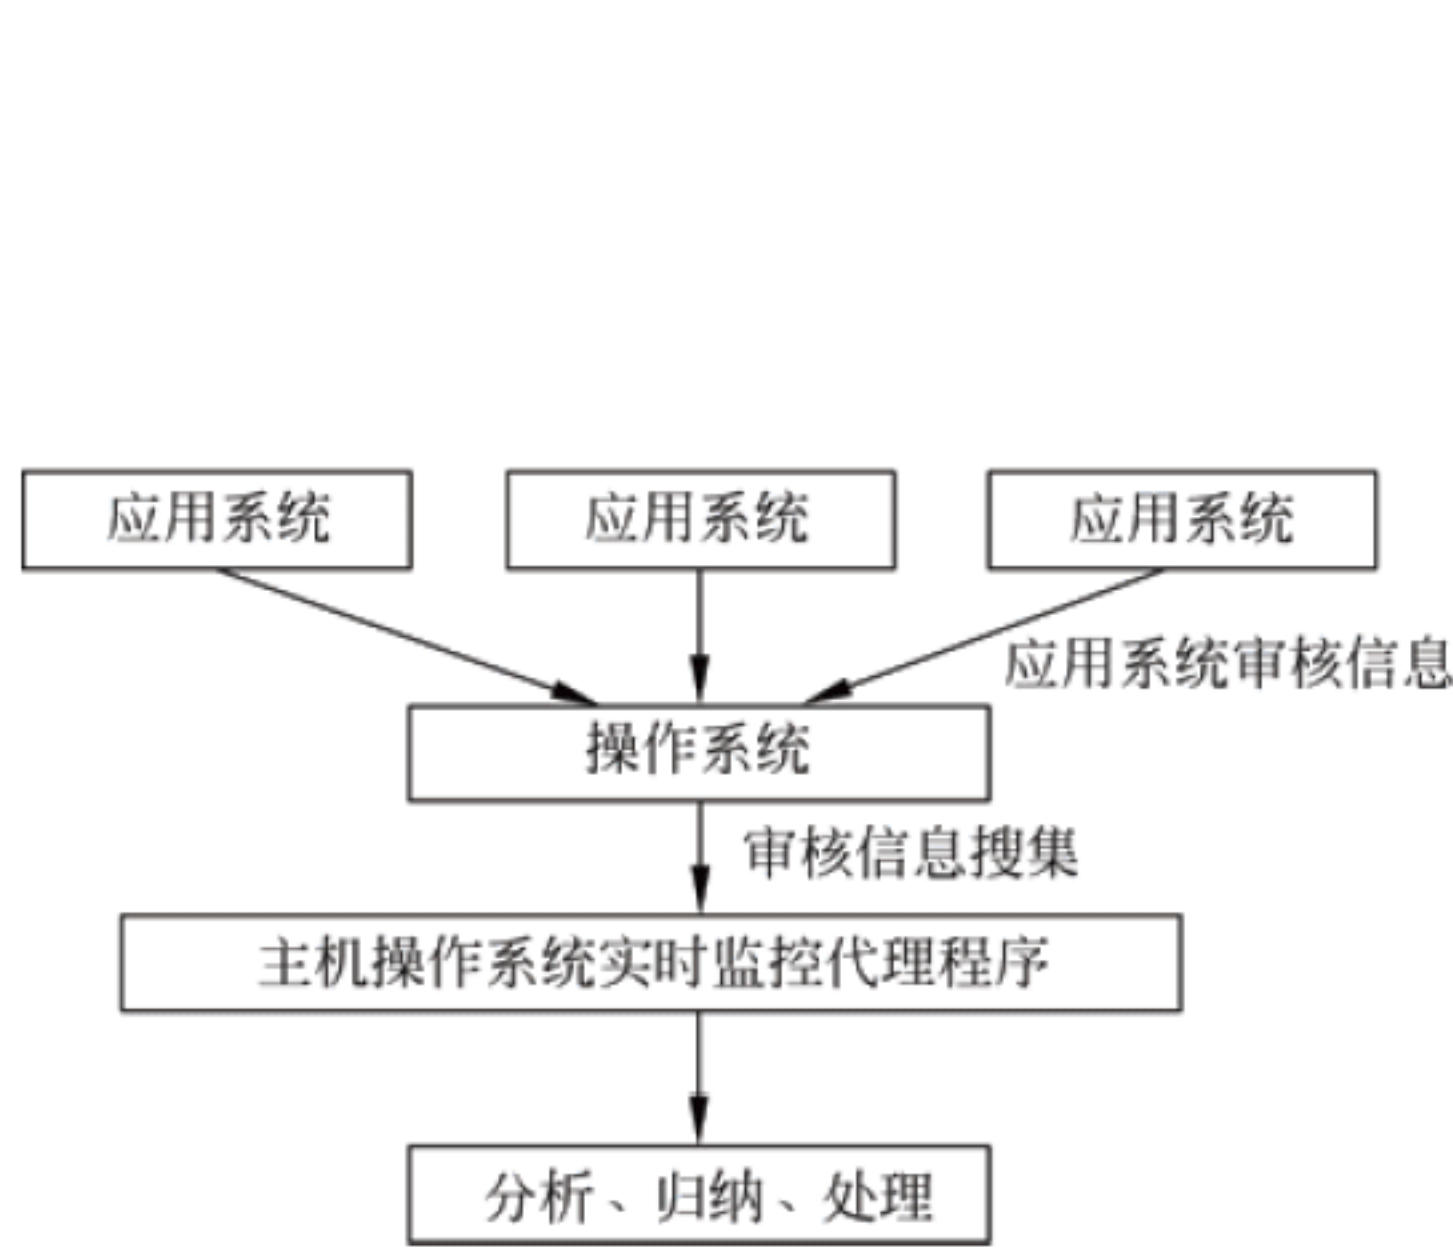 应用系统
应用系统
应用系统
应用系统审核信息
操作系统
审核信息搜集
主机操作系统实时监控代理程序
分析、归纳、处理